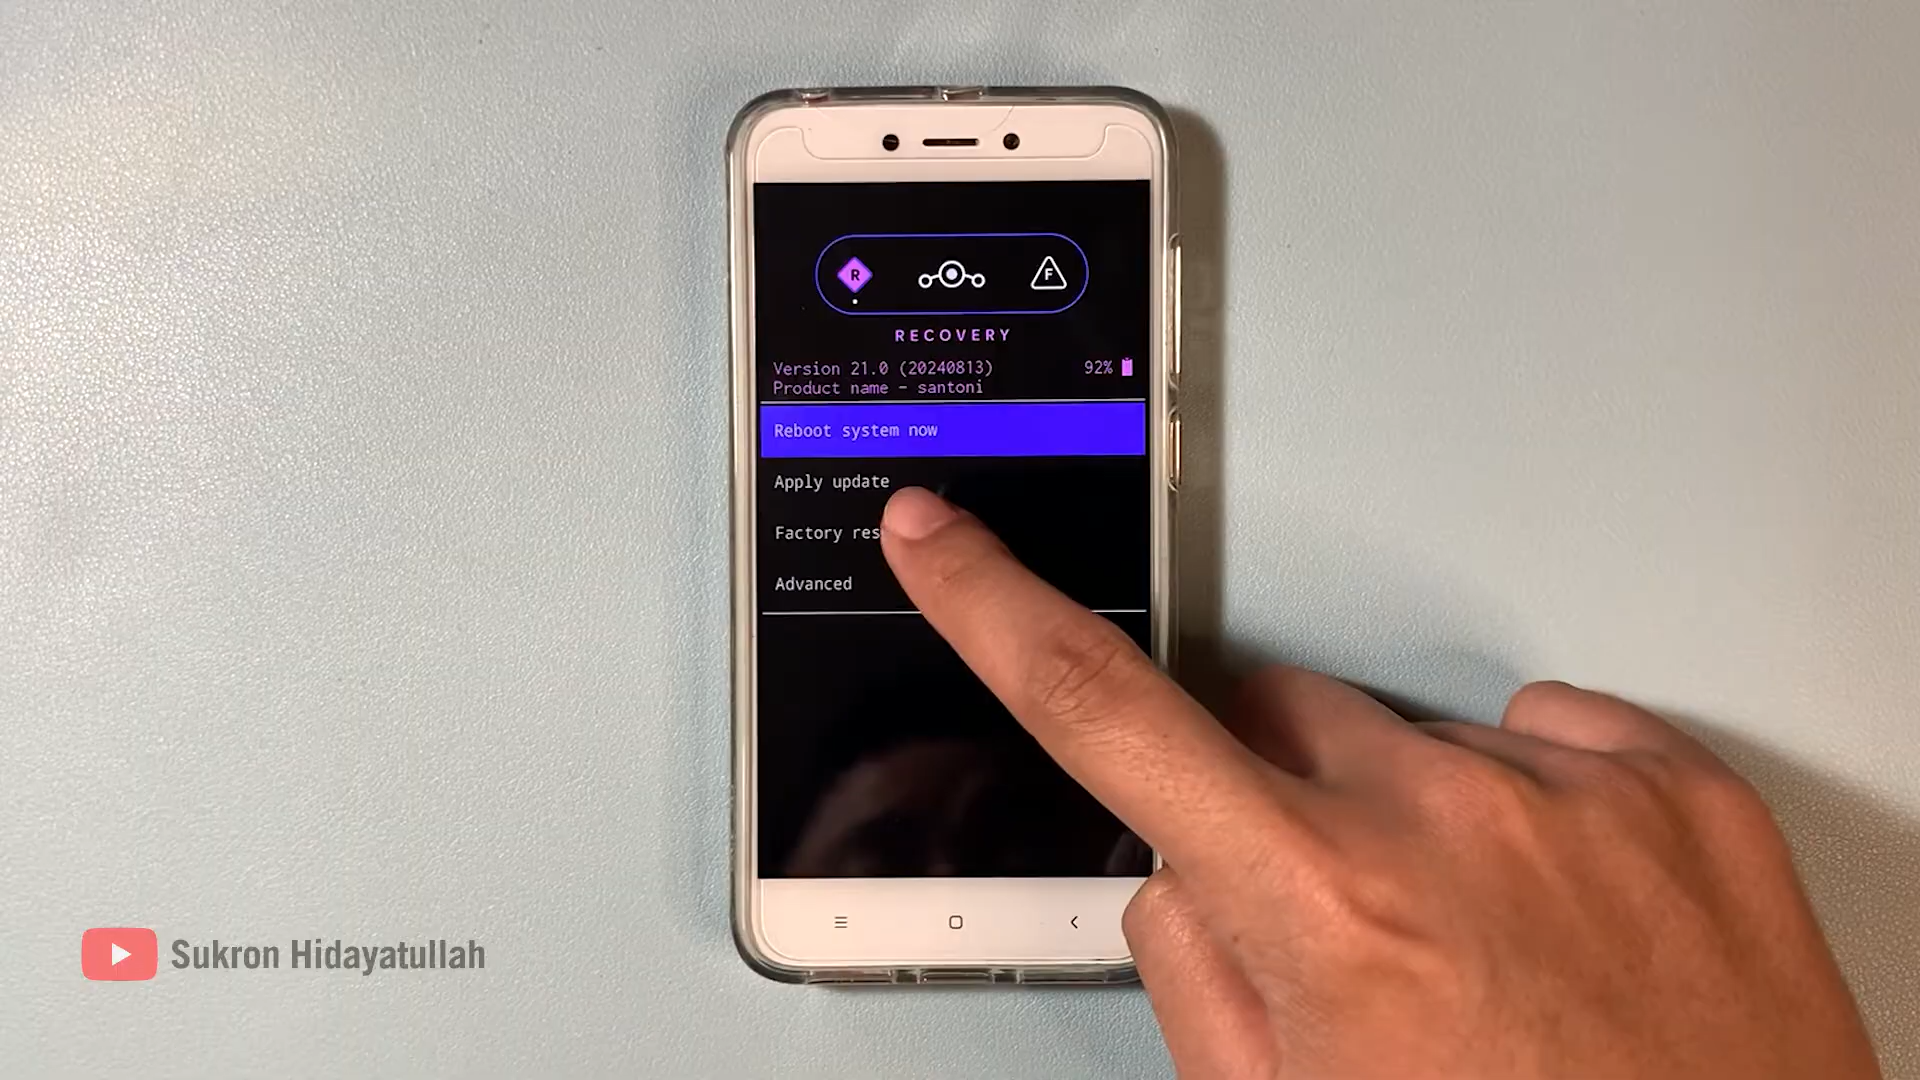 R
F
RECOVERY
Version 21.0 (20240813)
92%
Product name - santoni
Reboot system now
Apply update
Factory res
Advanced
Sukron Hidayatullah